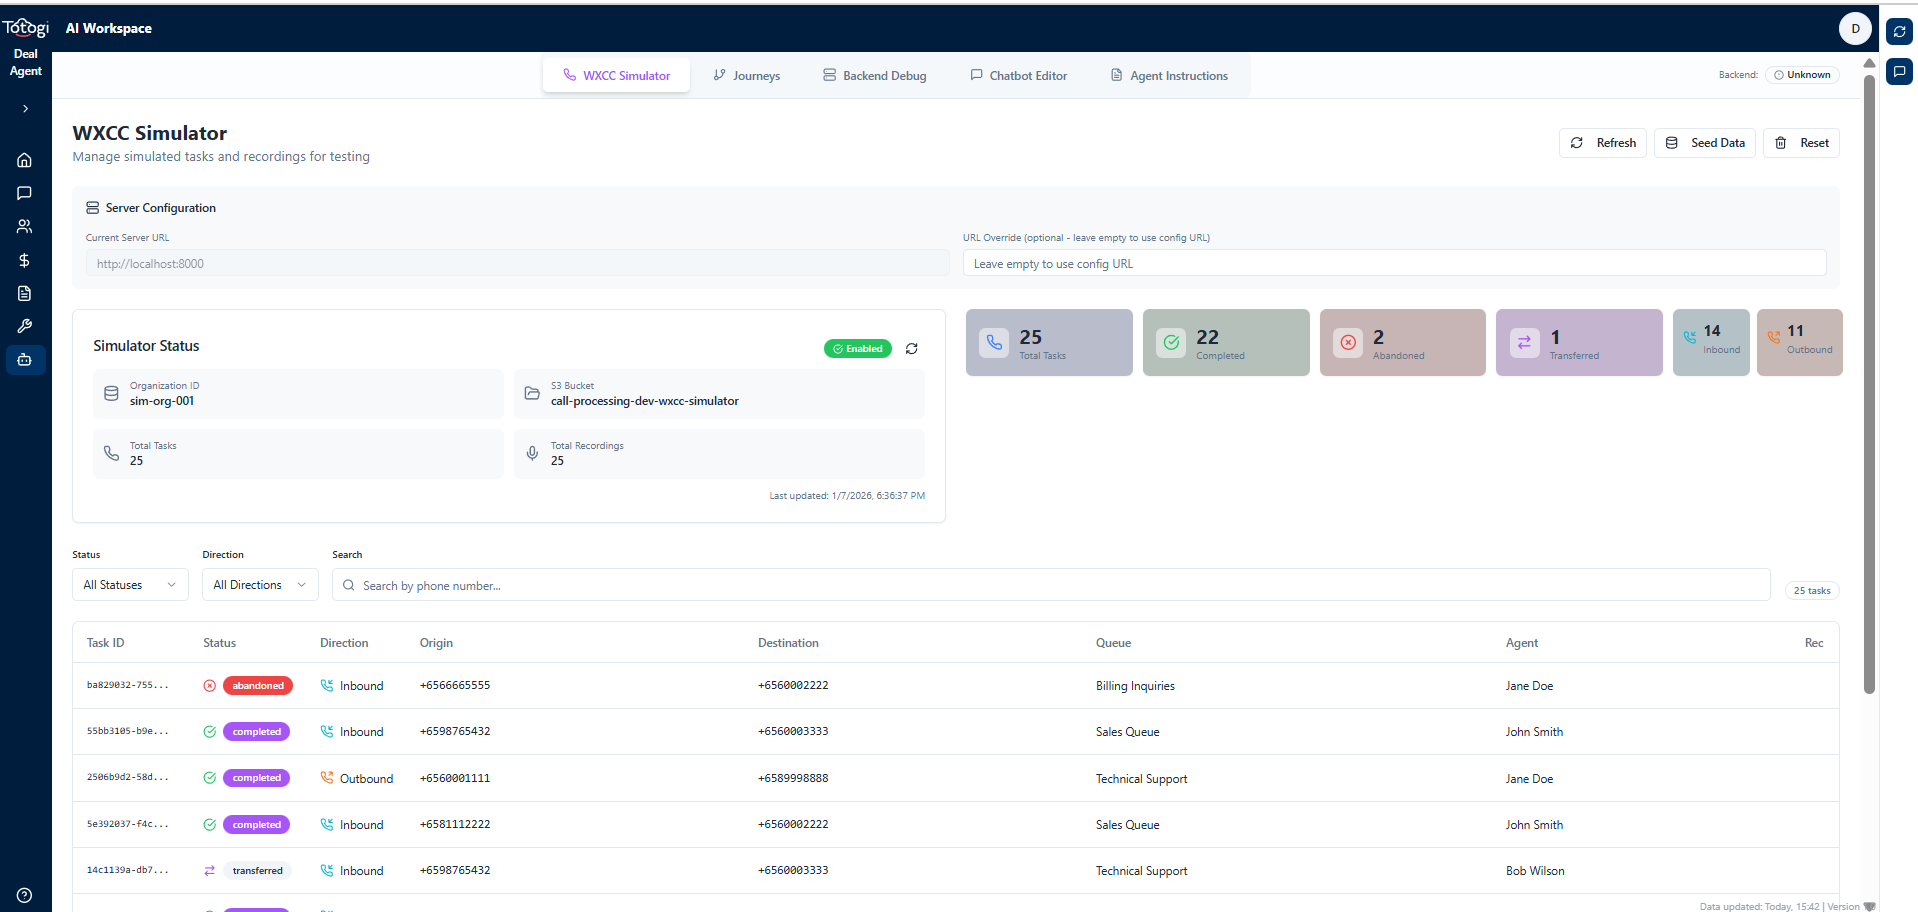 Totogi
AI Workspace
D
Deal
Agent
WXCC Simulator
Journeys
Backend Debug
Chatbot Editor
Agent Instructions
Backend:
Unknown
WXCC Simulator
Manage simulated tasks and recordings for testing
Refresh
Seed Data
Reset
Server Configuration
Current Server URL
URL Override (optional - leave empty to use config URL)
http://localhost:8000
Leave empty to use config URL
Simulator Status
Enabled
Organization ID
sim-org-001
S3 Bucket
call-processing-dev-wxcc-simulator
Total Tasks
25
Total Recordings
25
Last updated: 1/7/2026, 6:36:37 PM
25
Total Tasks
22
Completed
2
Abandoned
1
Transferred
14
Inbound
11
Outbound
Status
Direction
Search
All Statuses
All Directions
Search by phone number...
25 tasks
Task ID Status Direction Origin Destination Queue Agent Rec
ba829032-755... abandoned Inbound +6566665555 +6560002222 Billing Inquiries Jane Doe
55bb3105-b9e... completed Inbound +6598765432 +6560003333 Sales Queue John Smith
2506b9d2-58d... completed Outbound +6560001111 +6589998888 Technical Support Jane Doe
5e392037-f4c... completed Inbound +6581112222 +6560002222 Sales Queue John Smith
14c1139a-db7... transferred Inbound +6598765432 +6560003333 Technical Support Bob Wilson
Data updated: Today, 15:42 | Version